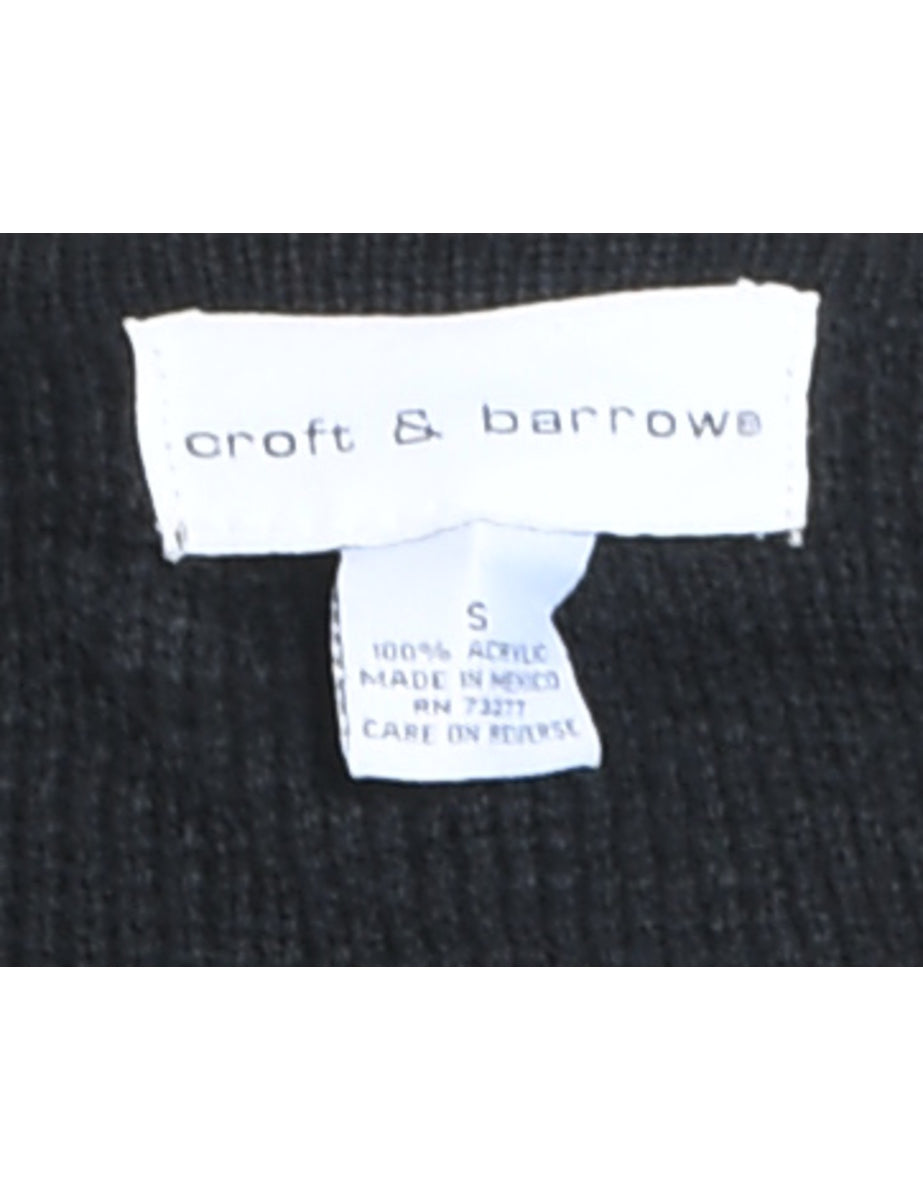 croft & barrow®
S
100% ACRYLIC
MADE IN MEXICO
RN 73277
CARE ON REVERSE